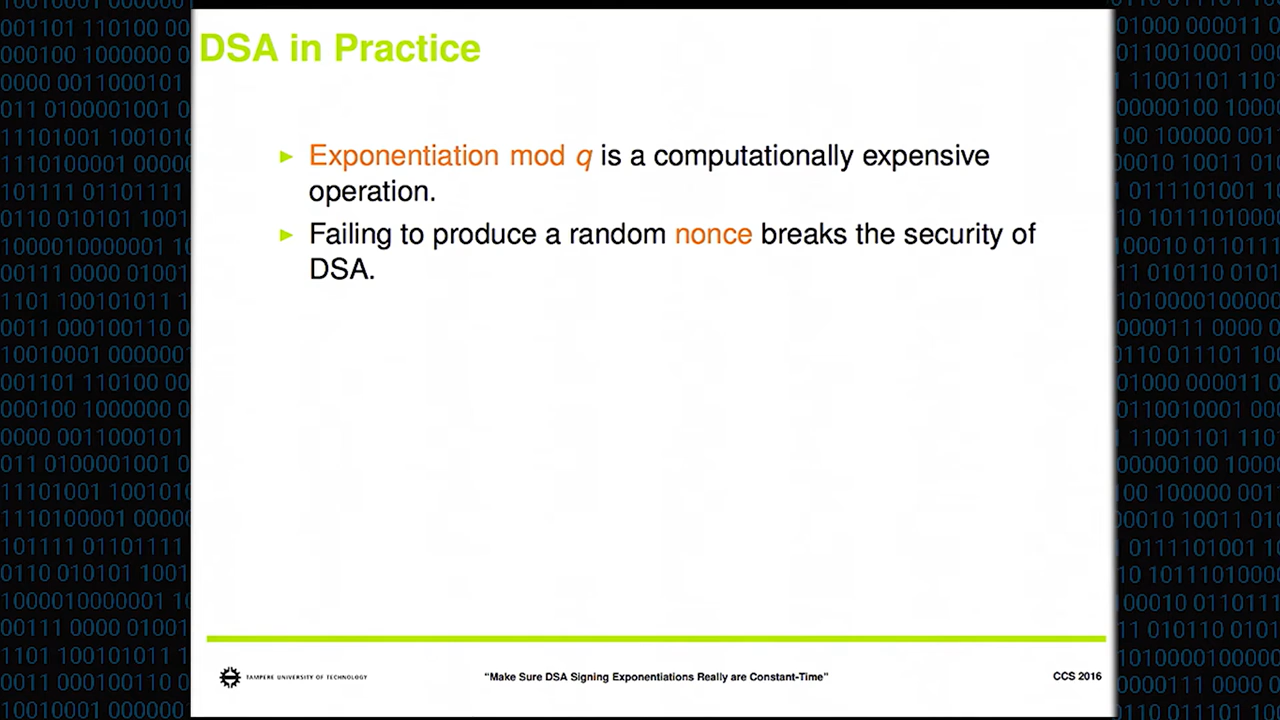 DSA in Practice
Exponentiation mod q is a computationally expensive
operation.
Failing to produce a random nonce breaks the security of
DSA.
TAMPERE UNIVERSITY OF TECHNOLOGY
“Make Sure DSA Signing Exponentiations Really are Constant-Time”
CCS 2016